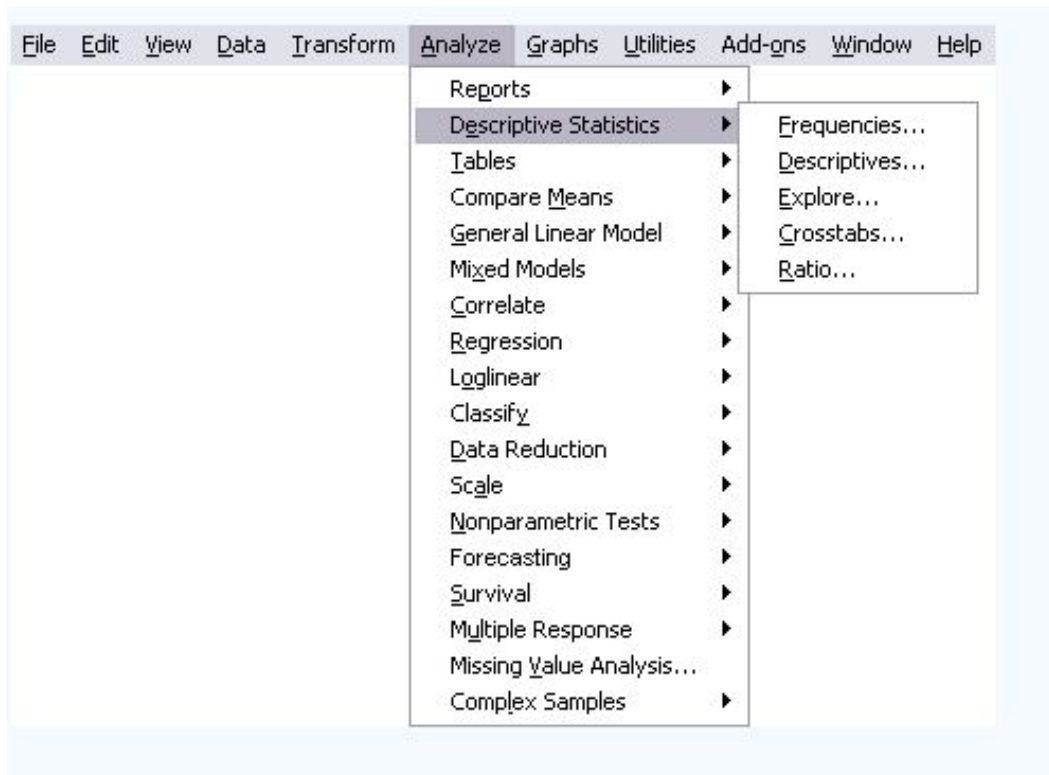 File Edit View Data Transform Analyze Graphs Utilities Add-ons Window Help
Reports
Descriptive Statistics
Tables
Compare Means
General Linear Model
Mixed Models
Correlate
Regression
Loglinear
Classify
Data Reduction
Scale
Nonparametric Tests
Forecasting
Survival
Multiple Response
Missing Value Analysis...
Complex Samples
Frequencies...
Descriptives...
Explore...
Crosstabs...
Ratio...